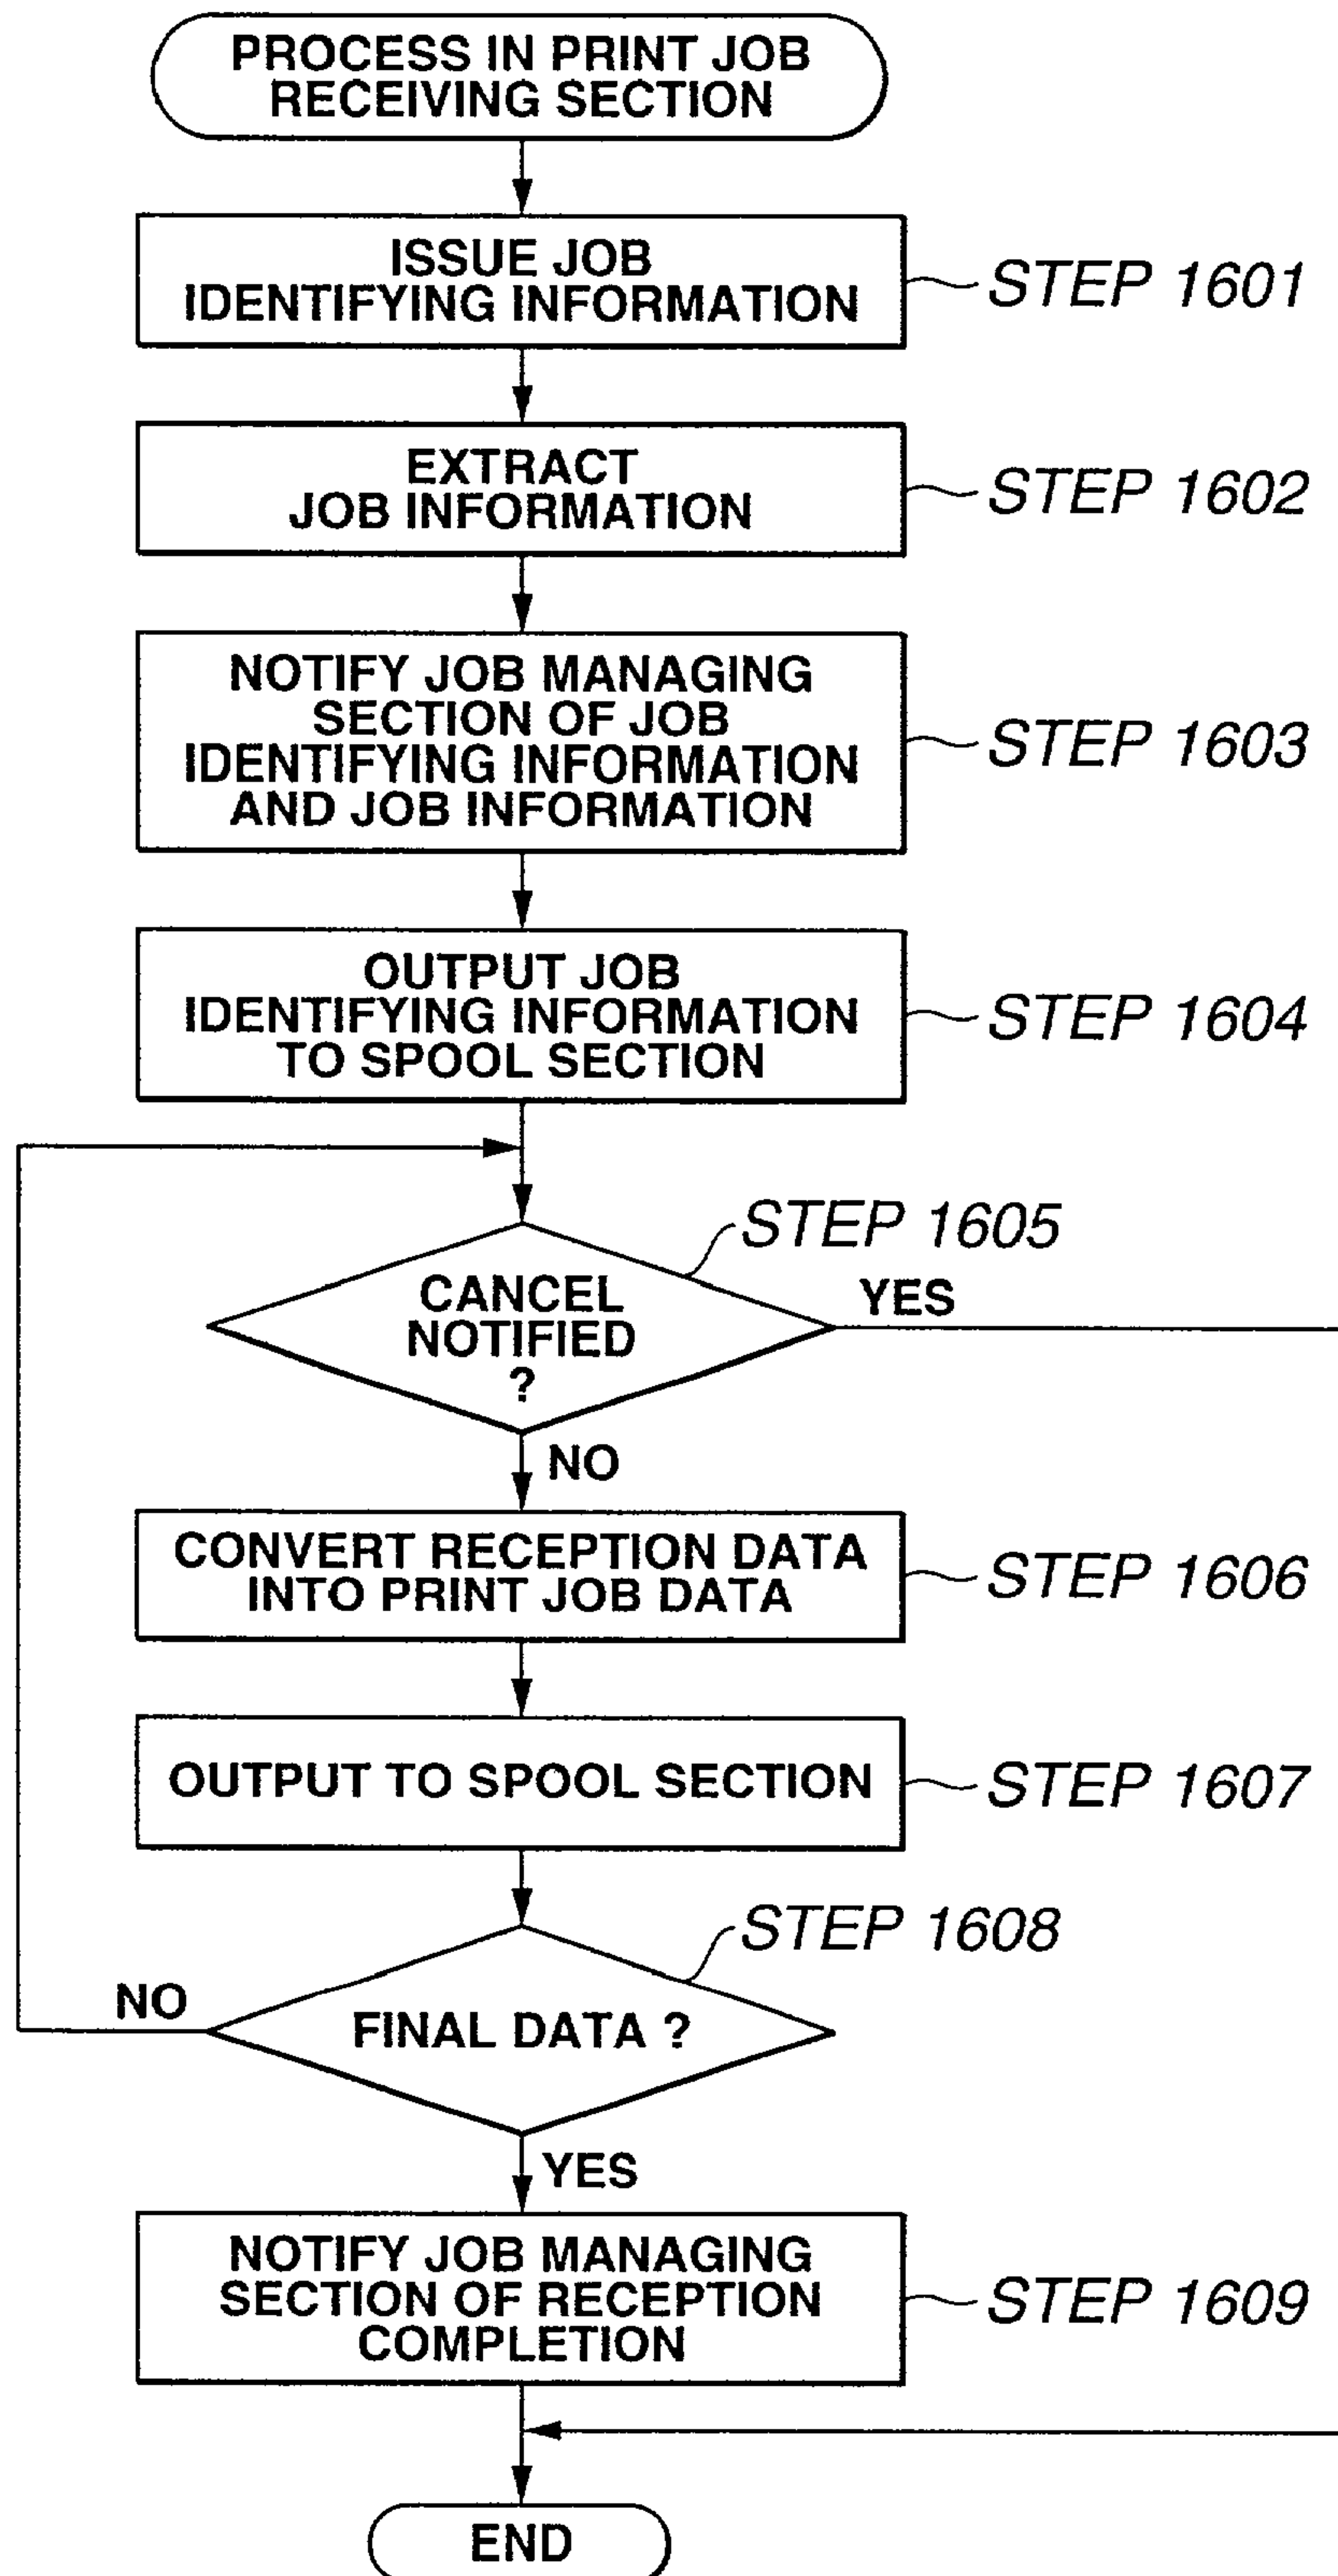 PROCESS IN PRINT JOB
RECEIVING SECTION
ISSUE JOB
IDENTIFYING INFORMATION
STEP 1601
EXTRACT
JOB INFORMATION
STEP 1602
NOTIFY JOB MANAGING
SECTION OF JOB
IDENTIFYING INFORMATION
AND JOB INFORMATION
STEP 1603
OUTPUT JOB
IDENTIFYING INFORMATION
TO SPOOL SECTION
STEP 1604
STEP 1605
CANCEL
NOTIFIED
?
YES
NO
CONVERT RECEPTION DATA
INTO PRINT JOB DATA
STEP 1606
OUTPUT TO SPOOL SECTION
STEP 1607
STEP 1608
NO
FINAL DATA ?
YES
NOTIFY JOB MANAGING
SECTION OF RECEPTION
COMPLETION
STEP 1609
END